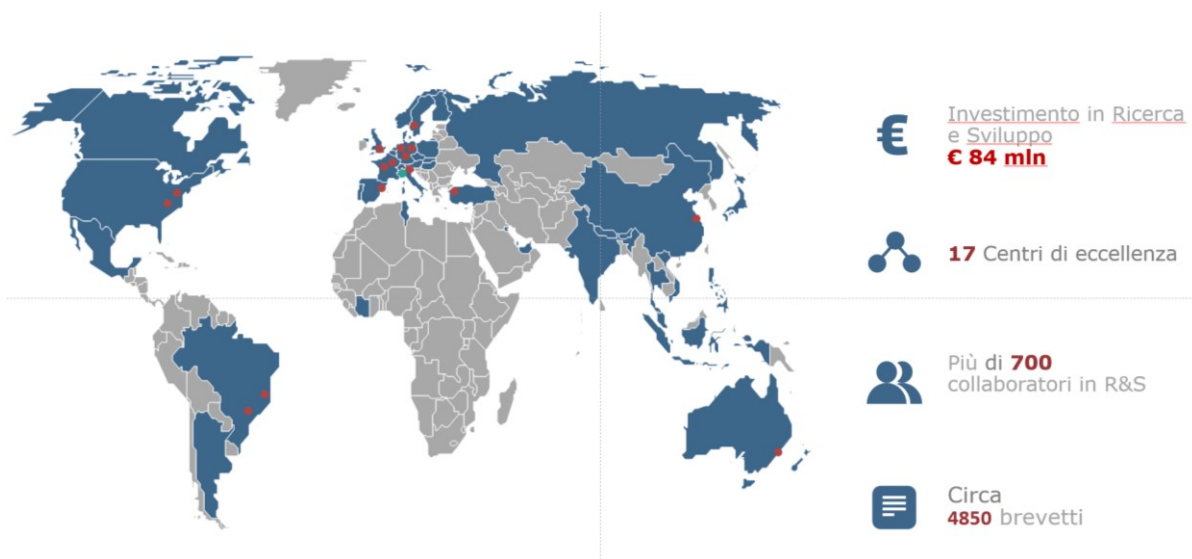 Investimento in Ricerca
e Sviluppo
€ 84 mln
17 Centri di eccellenza
Più di 700
collaboratori in R&S
Circa
4850 brevetti